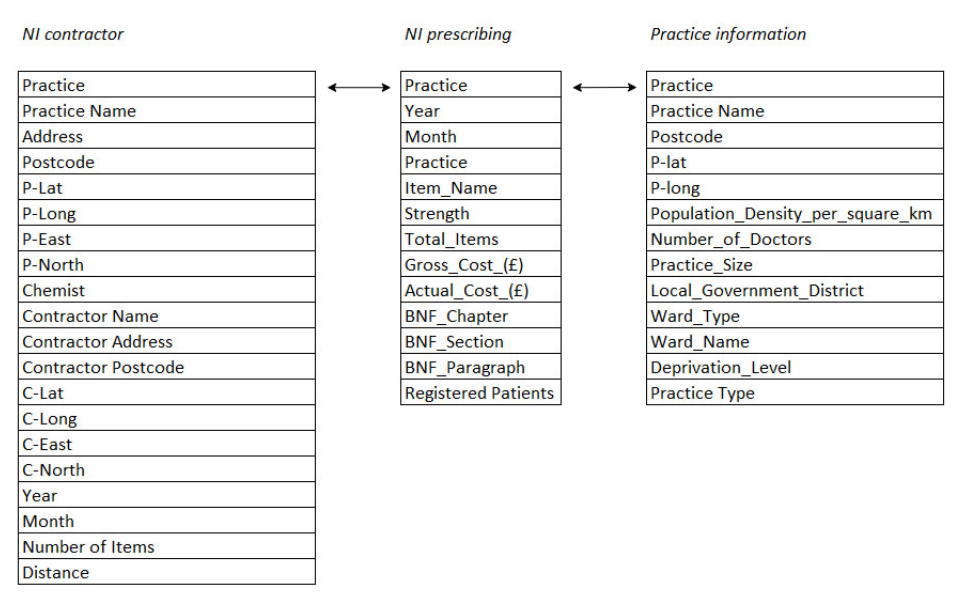 NI contractor
Practice
Practice Name
Address
Postcode
P-Lat
P-Long
P-East
P-North
Chemist
Contractor Name
Contractor Address
Contractor Postcode
C-Lat
C-Long
C-East
C-North
Year
Month
Number of Items
Distance
NI prescribing
Practice
Year
Month
Practice
Item_Name
Strength
Total_Items
Gross_Cost_(£)
Actual_Cost_(£)
BNF_Chapter
BNF_Section
BNF_Paragraph
Registered Patients
Practice information
Practice
Practice Name
Postcode
P-lat
P-long
Population_Density_per_square_km
Number_of_Doctors
Practice_Size
Local_Government_District
Ward_Type
Ward_Name
Deprivation_Level
Practice Type